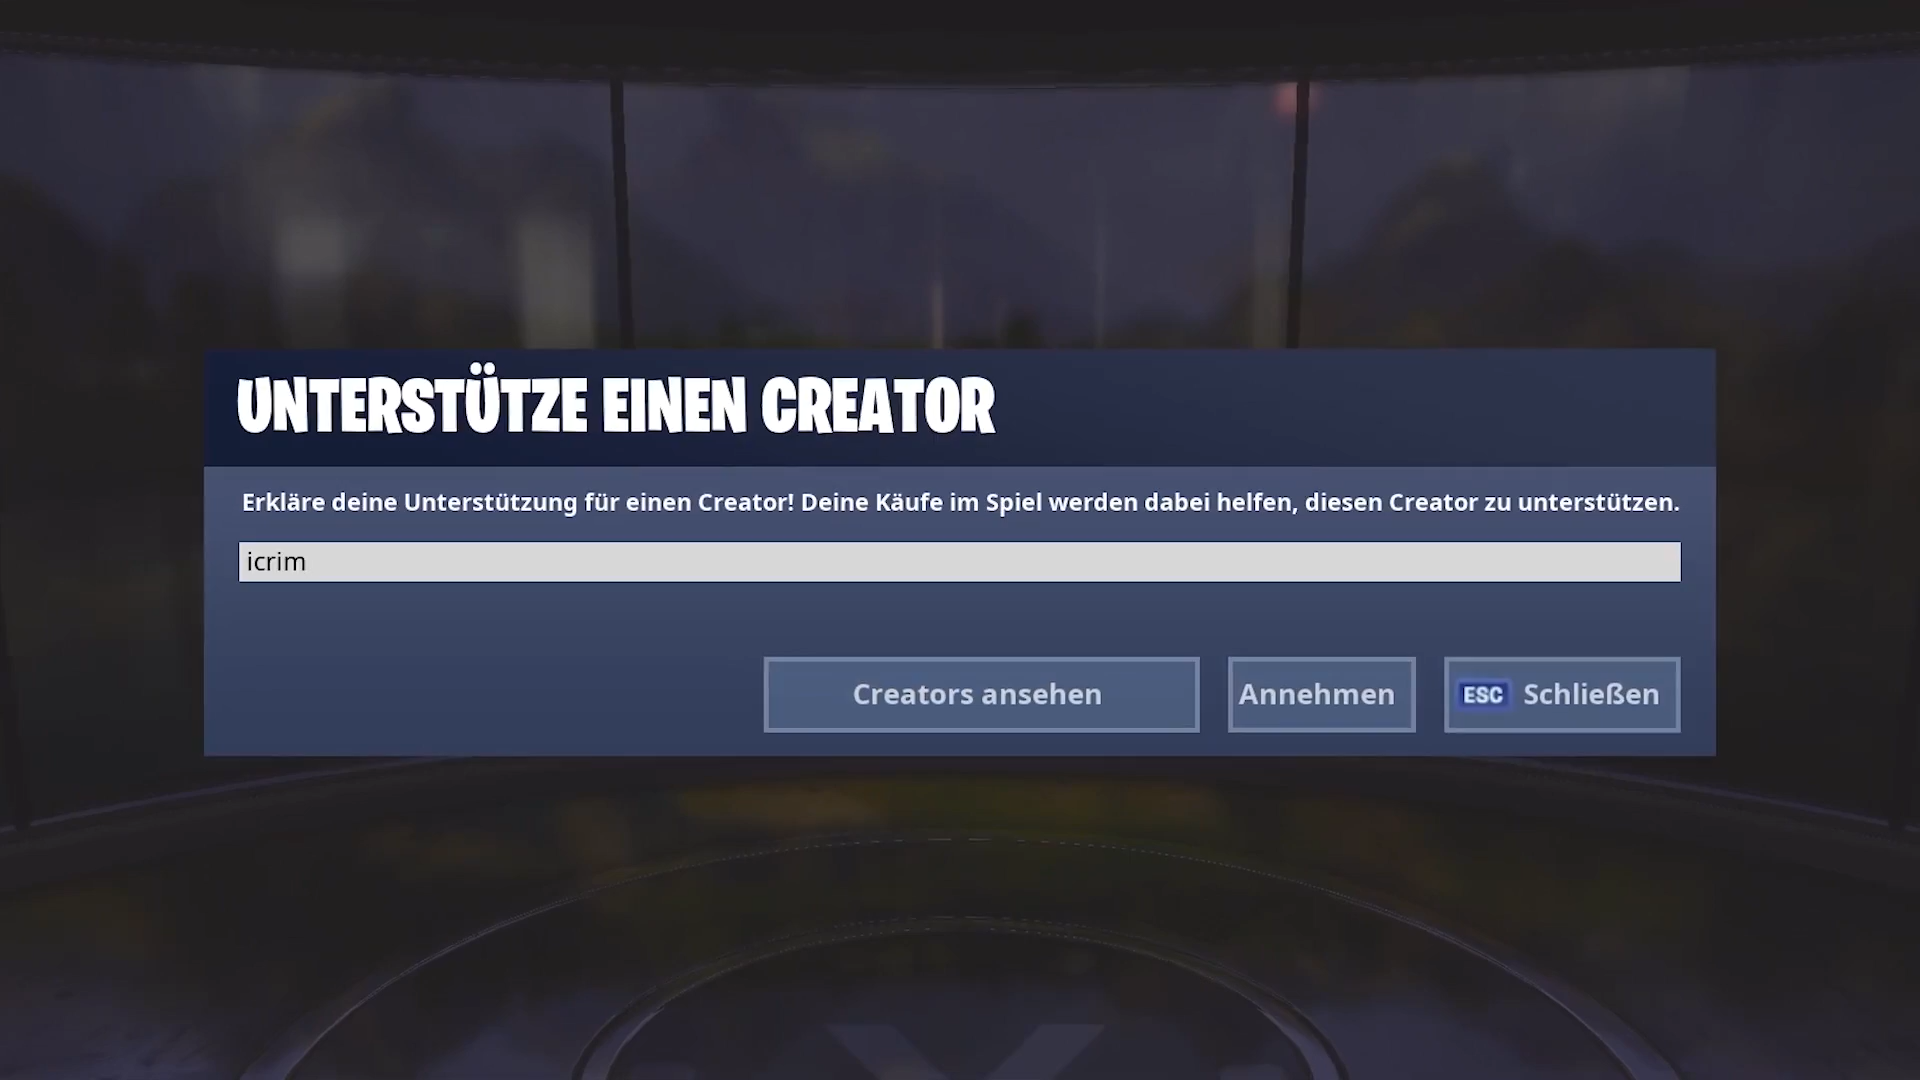 UNTERSTÜTZE EINEN CREATOR
Erkläre deine Unterstützung für einen Creator! Deine Käufe im Spiel werden dabei helfen, diesen Creator zu unterstützen.
icrim
Creators ansehen
Annehmen
ESC Schließen